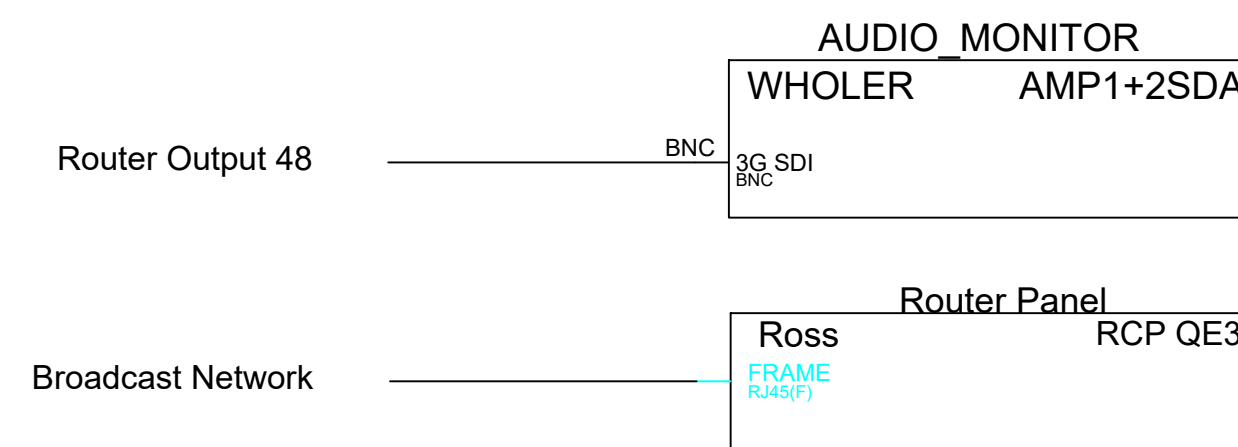 AUDIO_MONITOR
WHOLER AMP1+2SDA
Router Output 48
BNC
3G SDI
BNC
Router Panel
Ross RCP QE3
Broadcast Network
FRAME
RJ45(F)